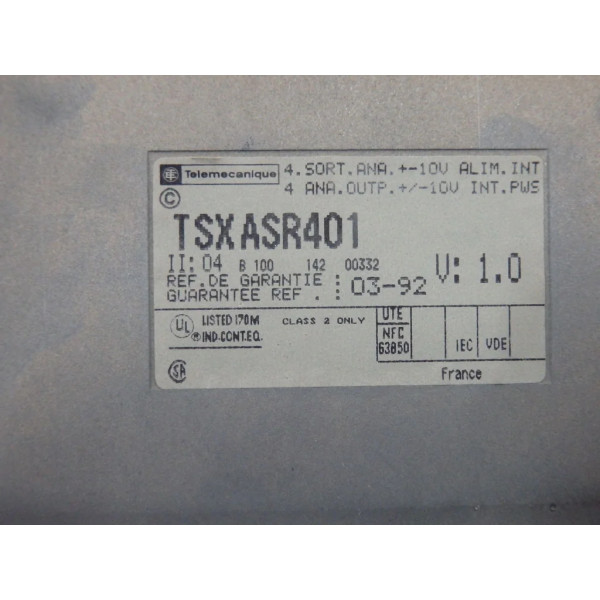 Telemecanique 4.SORT.ANA.+-10V ALIM.INT
© 4 ANA.OUTP.+/-10V INT.PWS
TSXASR401
II:04 B 100 142 00332 V: 1.0
REF.DE GARANTIE : 03-92
GUARANTEE REF . :
UL LISTED 170M CLASS 2 ONLY UTE
® IND.CONT.EQ. NFC IEC VDE
63850
SA France